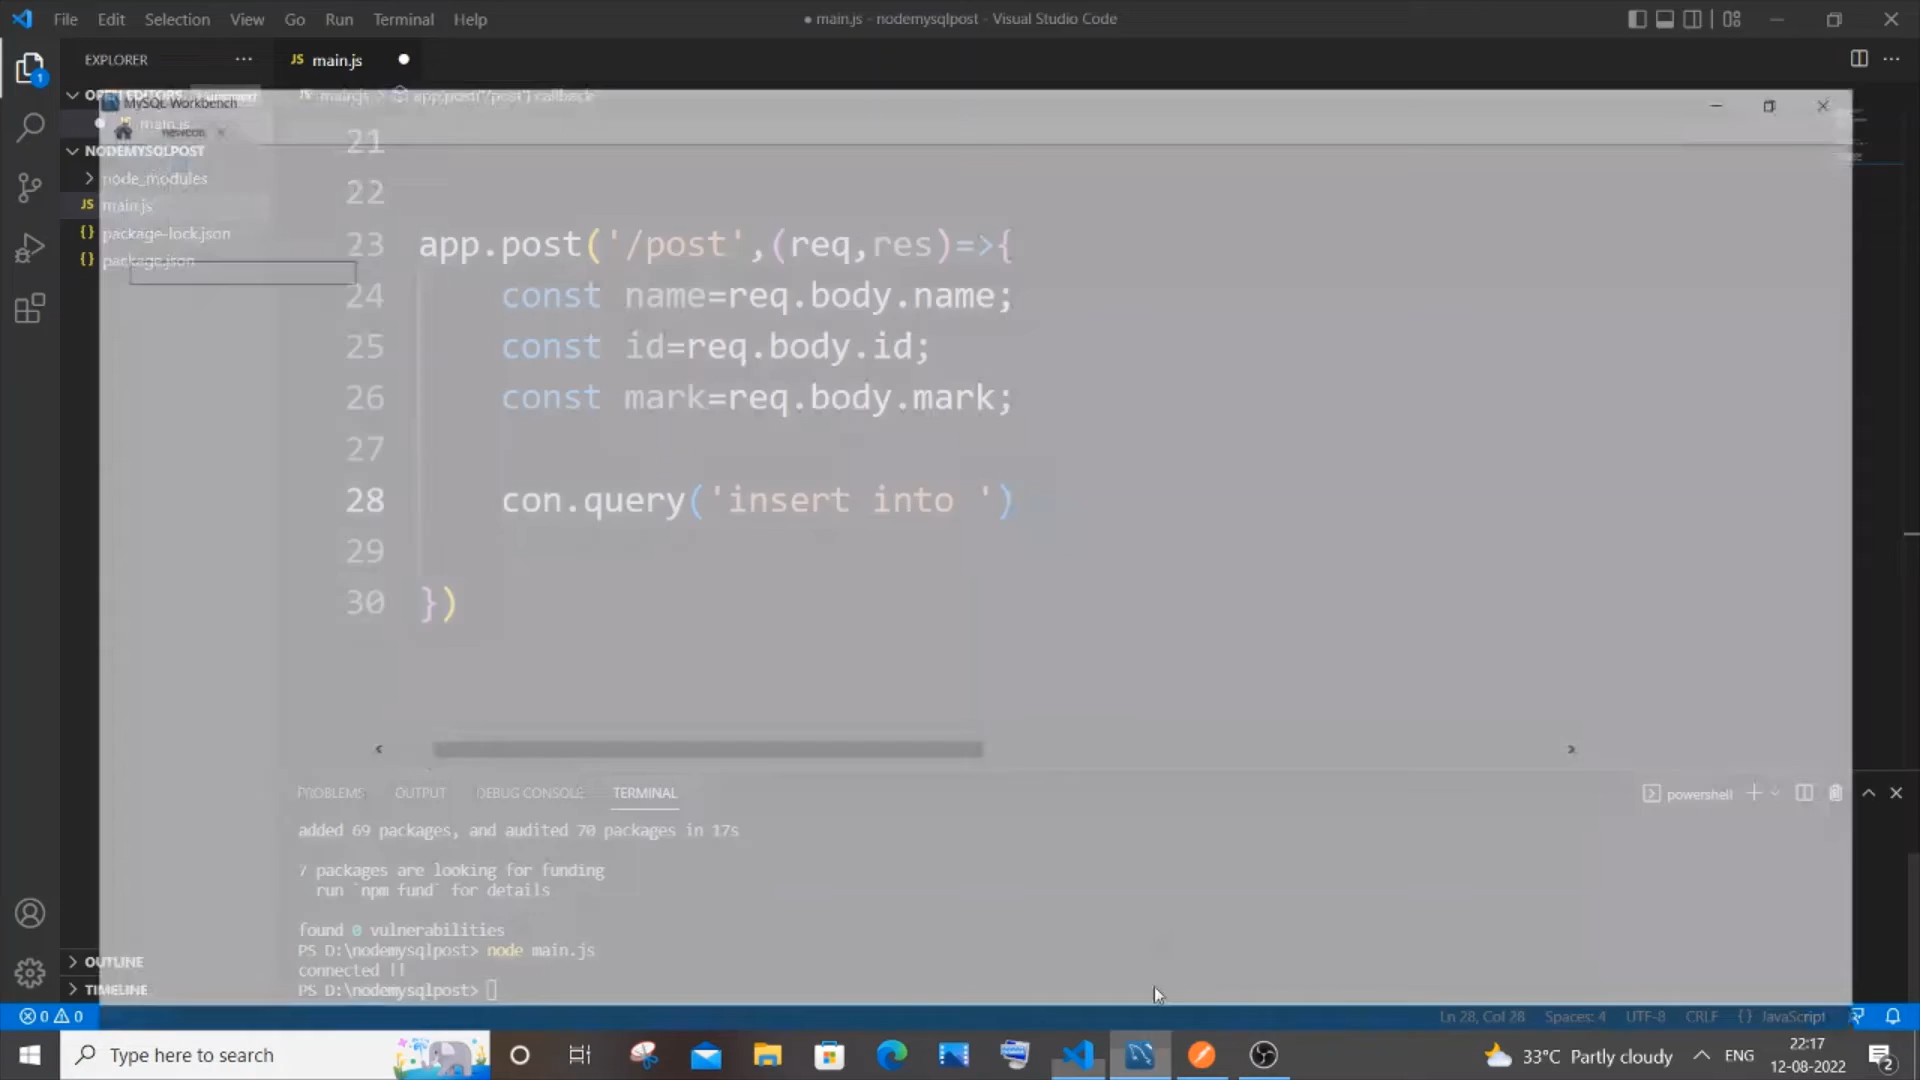 File Edit Selection View Go Run Terminal Help
● main.js - nodemysqlpost - Visual Studio Code
EXPLORER
JS main.js
OPEN EDITORS
MySQL Workbench
main.js > app.post('/post') callback
main.js
newcon
NODEMYSQLPOST
node_modules
JS main.js
{} package-lock.json
{} package.json
21
22
23 app.post('/post',(req,res)=>{
24 const name=req.body.name;
25 const id=req.body.id;
26 const mark=req.body.mark;
27
28 con.query('insert into ')
29
30 })
PROBLEMS OUTPUT DEBUG CONSOLE TERMINAL
powershell
added 69 packages, and audited 70 packages in 17s
7 packages are looking for funding
run `npm fund` for details
found 0 vulnerabilities
PS D:\nodemysqlpost> node main.js
connected []
PS D:\nodemysqlpost>
OUTLINE
TIMELINE
0 0
Ln 28, Col 28 Spaces: 4 UTF-8 CRLF {} JavaScript
Type here to search
33°C Partly cloudy
ENG
22:17
12-08-2022
2